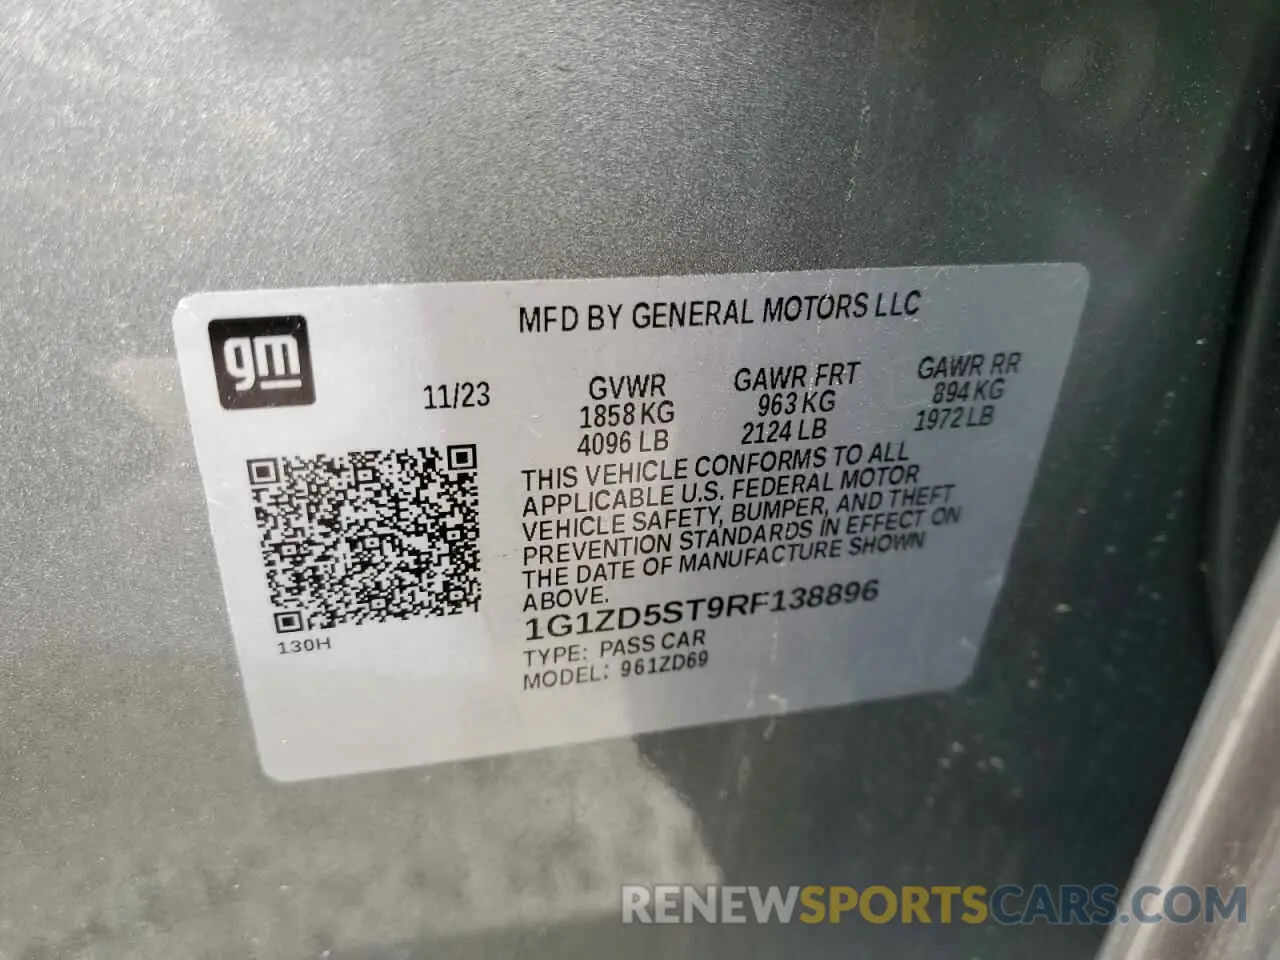 MFD BY GENERAL MOTORS LLC
gm
11/23
GVWR
1858 KG
4096 LB
GAWR FRT
963 KG
2124 LB
GAWR RR
894 KG
1972 LB
THIS VEHICLE CONFORMS TO ALL
APPLICABLE U.S. FEDERAL MOTOR
VEHICLE SAFETY, BUMPER, AND THEFT
PREVENTION STANDARDS IN EFFECT ON
THE DATE OF MANUFACTURE SHOWN
ABOVE.
1G1ZD5ST9RF138896
TYPE: PASS CAR
MODEL: 961ZD69
130H
RENEWSPORTSCARS.COM